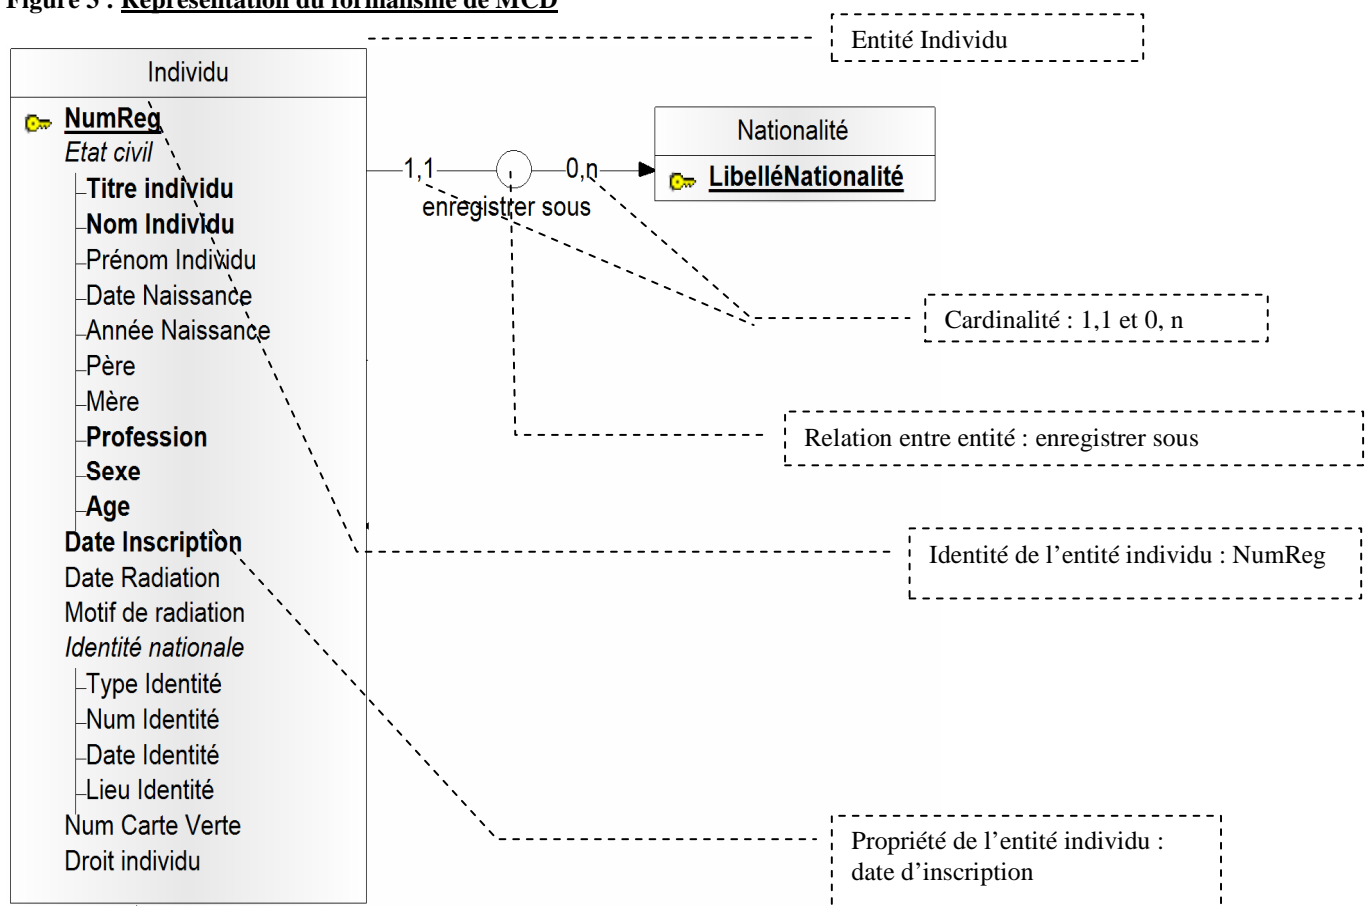 Figure 3 : Représentation du formalisme de MCD
Entité Individu
Individu
NumReg
Etat civil
Titre individu
Nom Individu
Prénom Individu
Date Naissance
Année Naissance
Père
Mère
Profession
Sexe
Age
Date Inscription
Date Radiation
Motif de radiation
Identité nationale
Type Identité
Num Identité
Date Identité
Lieu Identité
Num Carte Verte
Droit individu
1,1
0,n
enregistrer sous
Nationalité
LibelléNationalité
Cardinalité : 1,1 et 0, n
Relation entre entité : enregistrer sous
Identité de l’entité individu : NumReg
Propriété de l’entité individu :
date d’inscription